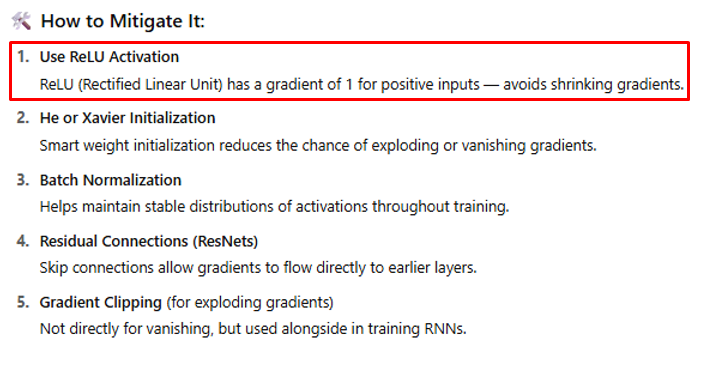 🛠️ How to Mitigate It:
1. Use ReLU Activation
ReLU (Rectified Linear Unit) has a gradient of 1 for positive inputs — avoids shrinking gradients.
2. He or Xavier Initialization
Smart weight initialization reduces the chance of exploding or vanishing gradients.
3. Batch Normalization
Helps maintain stable distributions of activations throughout training.
4. Residual Connections (ResNets)
Skip connections allow gradients to flow directly to earlier layers.
5. Gradient Clipping (for exploding gradients)
Not directly for vanishing, but used alongside in training RNNs.